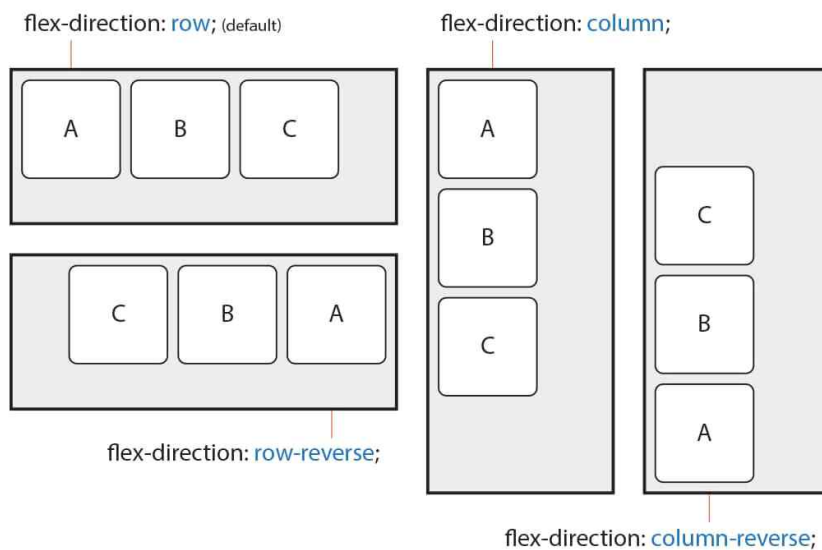 flex-direction: row; (default)
A B C
C B A
flex-direction: row-reverse;
flex-direction: column;
A
B
C
C
B
A
flex-direction: column-reverse;